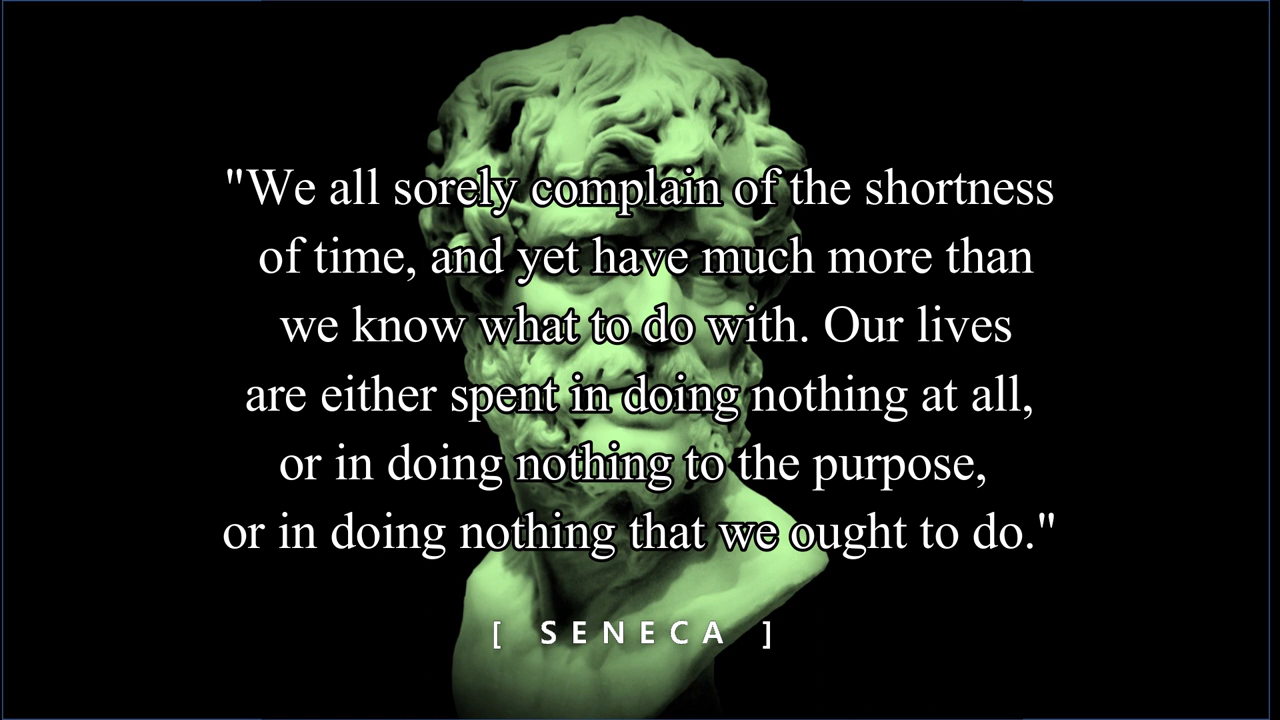 "We all sorely complain of the shortness
of time, and yet have much more than
we know what to do with. Our lives
are either spent in doing nothing at all,
or in doing nothing to the purpose,
or in doing nothing that we ought to do."
[ SENECA ]